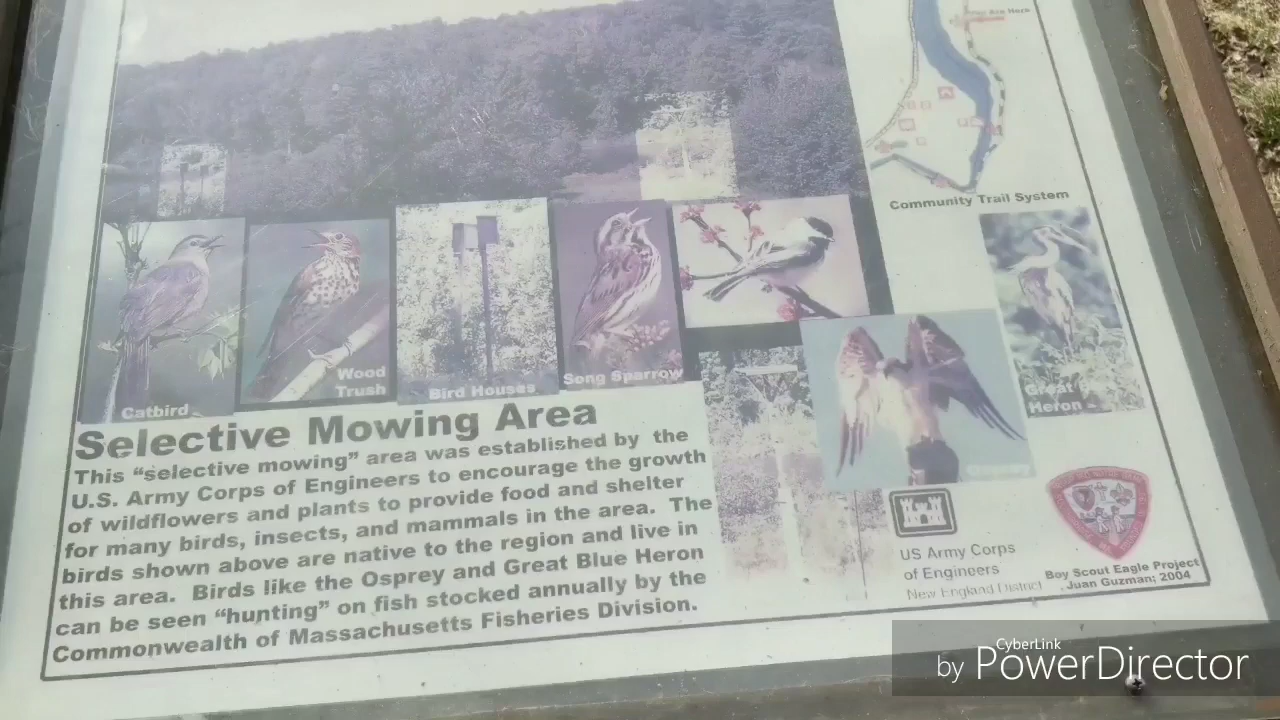 You Are Here
Community Trail System
Catbird
Wood
Trush
Bird Houses
Song Sparrow
Great
Heron
Osprey
Selective Mowing Area
This “selective mowing” area was established by the
U.S. Army Corps of Engineers to encourage the growth
of wildflowers and plants to provide food and shelter
for many birds, insects, and mammals in the area. The
birds shown above are native to the region and live in
this area. Birds like the Osprey and Great Blue Heron
can be seen “hunting” on fish stocked annually by the
Commonwealth of Massachusetts Fisheries Division.
US Army Corps
of Engineers
New England District
Boy Scout Eagle Project
Juan Guzman; 2004
CyberLink
by PowerDirector